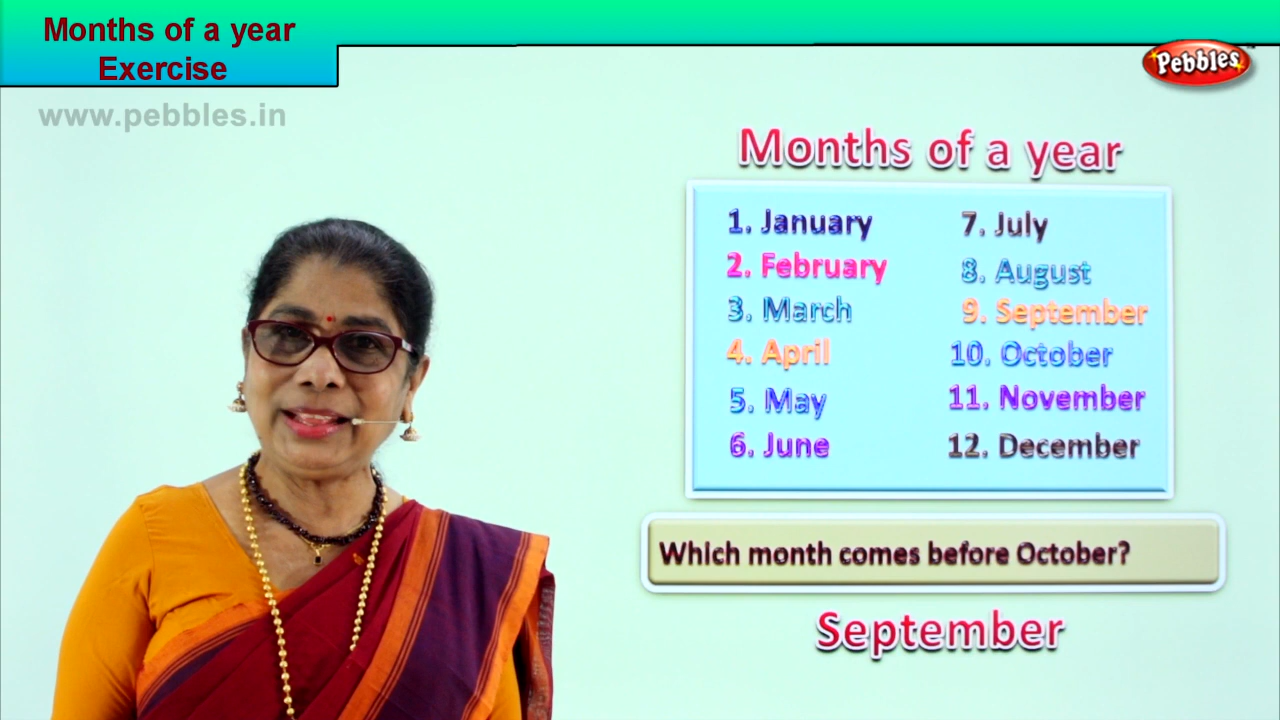 Months of a year
Exercise
www.pebbles.in
Pebbles
Months of a year
1. January
2. February
3. March
4. April
5. May
6. June
7. July
8. August
9. September
10. October
11. November
12. December
Which month comes before October?
September